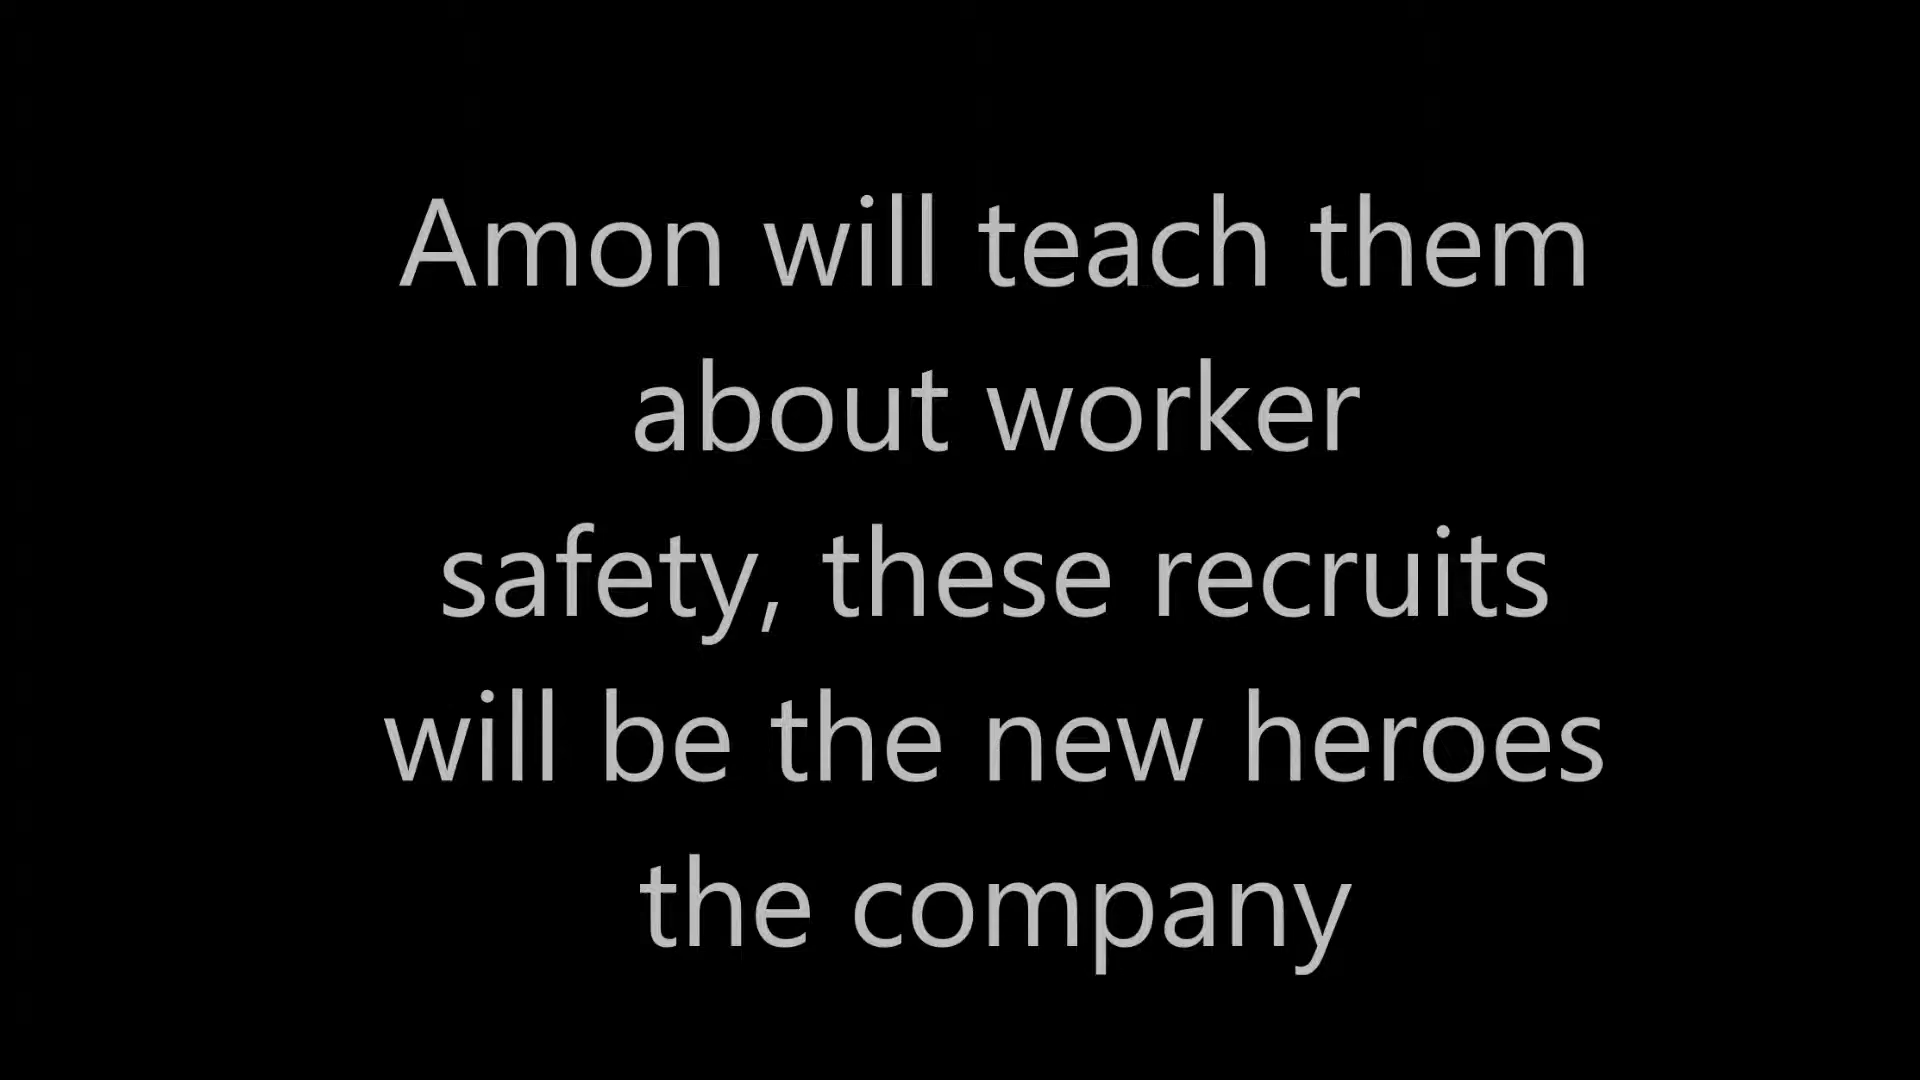 Amon will teach them
about worker
safety, these recruits
will be the new heroes
the company